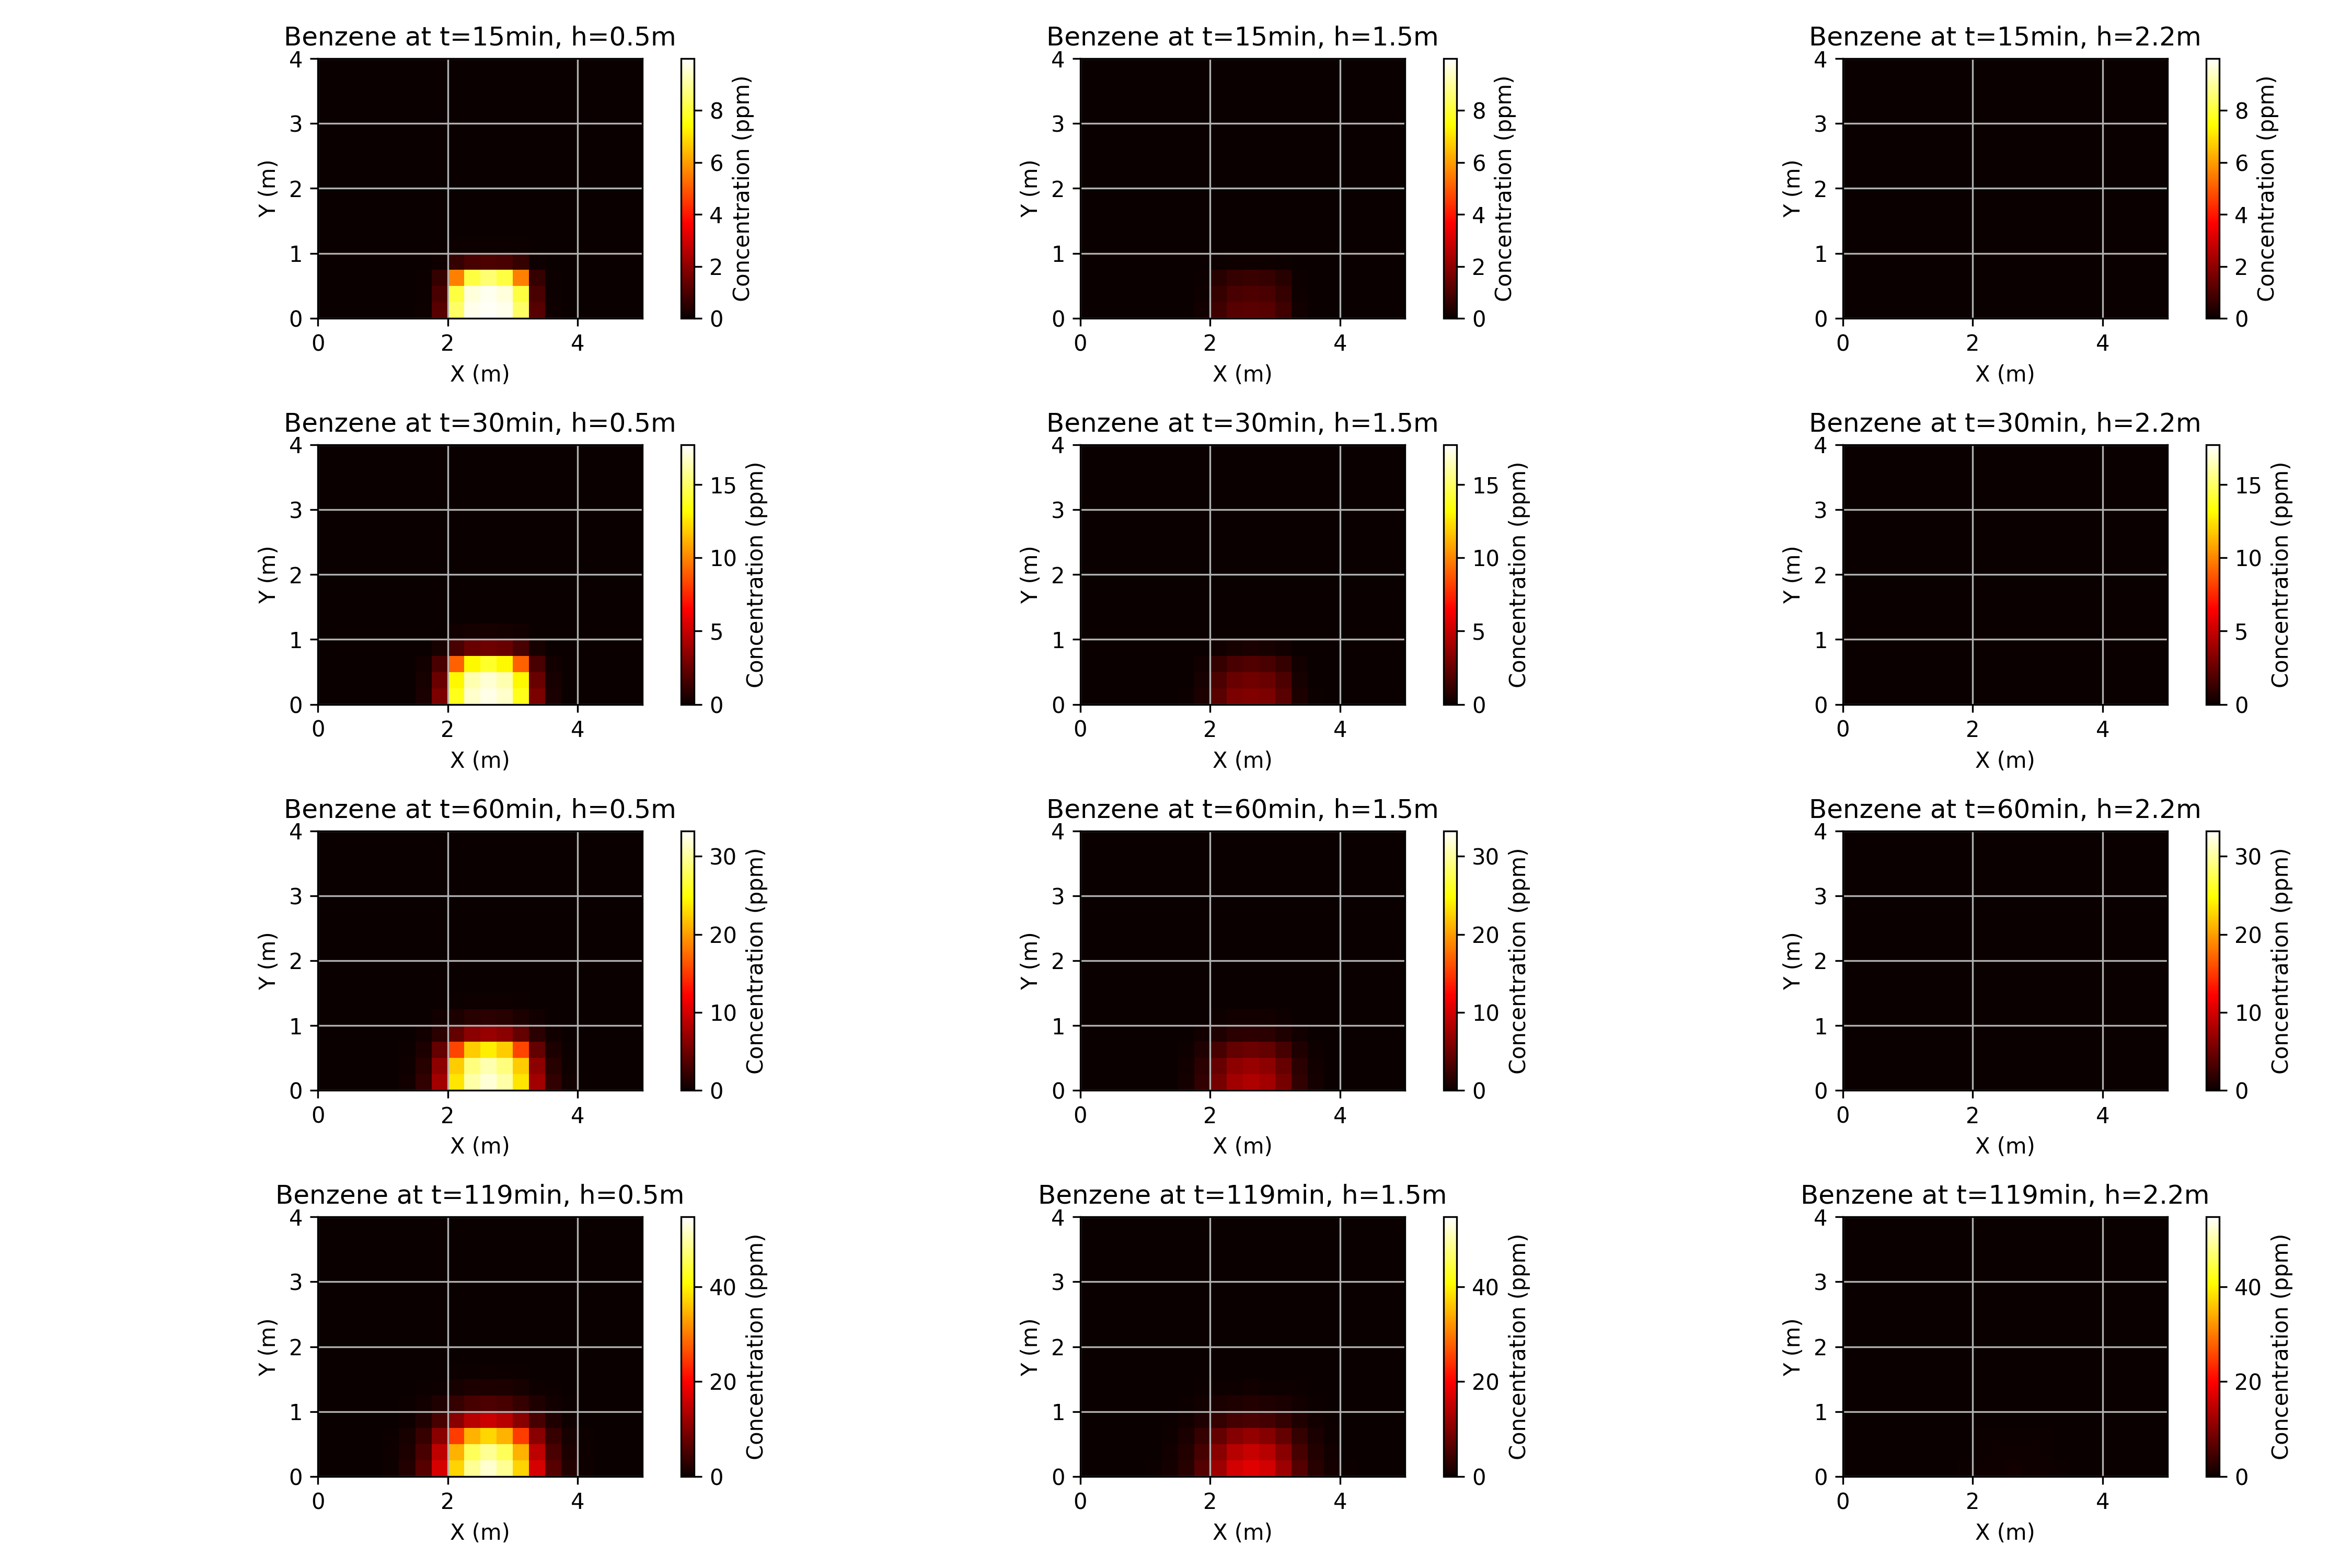 Benzene at t=15min, h=0.5m
4
3
2
1
0
Y (m)
0 2 4
X (m)
8
6
4
2
0
Concentration (ppm)
Benzene at t=15min, h=1.5m
4
3
2
1
0
Y (m)
0 2 4
X (m)
8
6
4
2
0
Concentration (ppm)
Benzene at t=15min, h=2.2m
4
3
2
1
0
Y (m)
0 2 4
X (m)
8
6
4
2
0
Concentration (ppm)
Benzene at t=30min, h=0.5m
4
3
2
1
0
Y (m)
0 2 4
X (m)
15
10
5
0
Concentration (ppm)
Benzene at t=30min, h=1.5m
4
3
2
1
0
Y (m)
0 2 4
X (m)
15
10
5
0
Concentration (ppm)
Benzene at t=30min, h=2.2m
4
3
2
1
0
Y (m)
0 2 4
X (m)
15
10
5
0
Concentration (ppm)
Benzene at t=60min, h=0.5m
4
3
2
1
0
Y (m)
0 2 4
X (m)
30
20
10
0
Concentration (ppm)
Benzene at t=60min, h=1.5m
4
3
2
1
0
Y (m)
0 2 4
X (m)
30
20
10
0
Concentration (ppm)
Benzene at t=60min, h=2.2m
4
3
2
1
0
Y (m)
0 2 4
X (m)
30
20
10
0
Concentration (ppm)
Benzene at t=119min, h=0.5m
4
3
2
1
0
Y (m)
0 2 4
X (m)
40
20
0
Concentration (ppm)
Benzene at t=119min, h=1.5m
4
3
2
1
0
Y (m)
0 2 4
X (m)
40
20
0
Concentration (ppm)
Benzene at t=119min, h=2.2m
4
3
2
1
0
Y (m)
0 2 4
X (m)
40
20
0
Concentration (ppm)